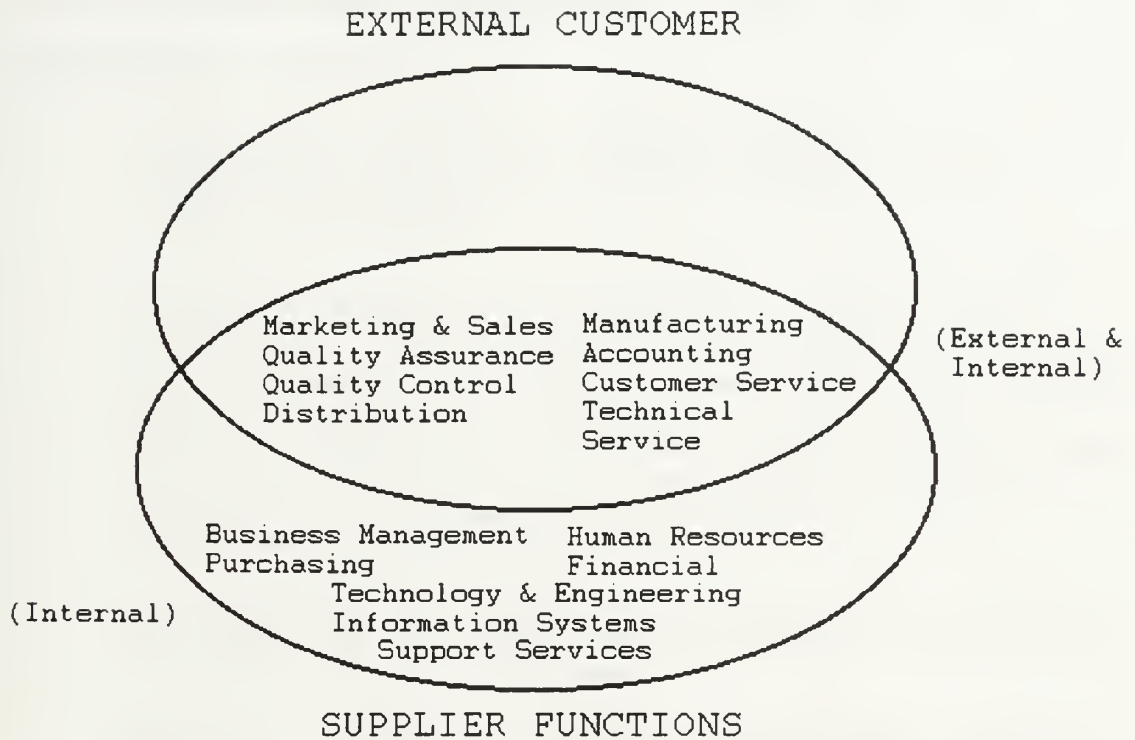 EXTERNAL CUSTOMER
Marketing & Sales
Quality Assurance
Quality Control
Distribution
Manufacturing
Accounting
Customer Service
Technical
Service
(External &
Internal)
Business Management
Purchasing
Human Resources
Financial
Technology & Engineering
Information Systems
Support Services
(Internal)
SUPPLIER FUNCTIONS